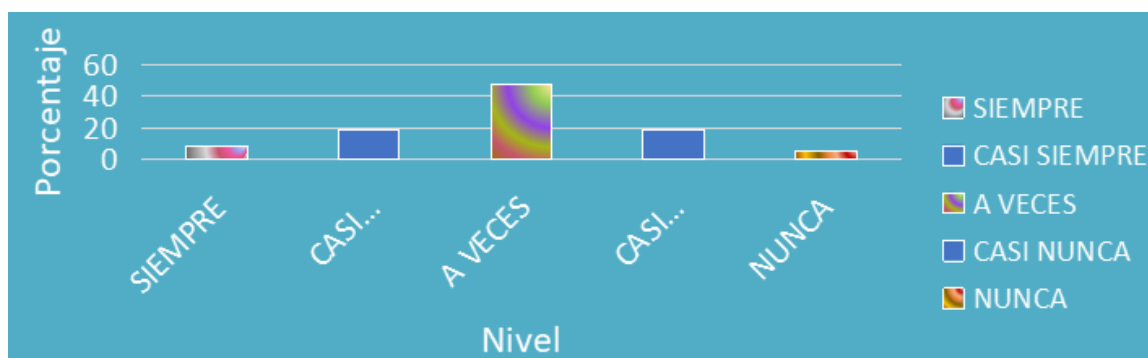 Porcentaje
60
40
20
0
SIEMPRE
CASI...
A VECES
CASI...
NUNCA
Nivel
SIEMPRE
CASI SIEMPRE
A VECES
CASI NUNCA
NUNCA